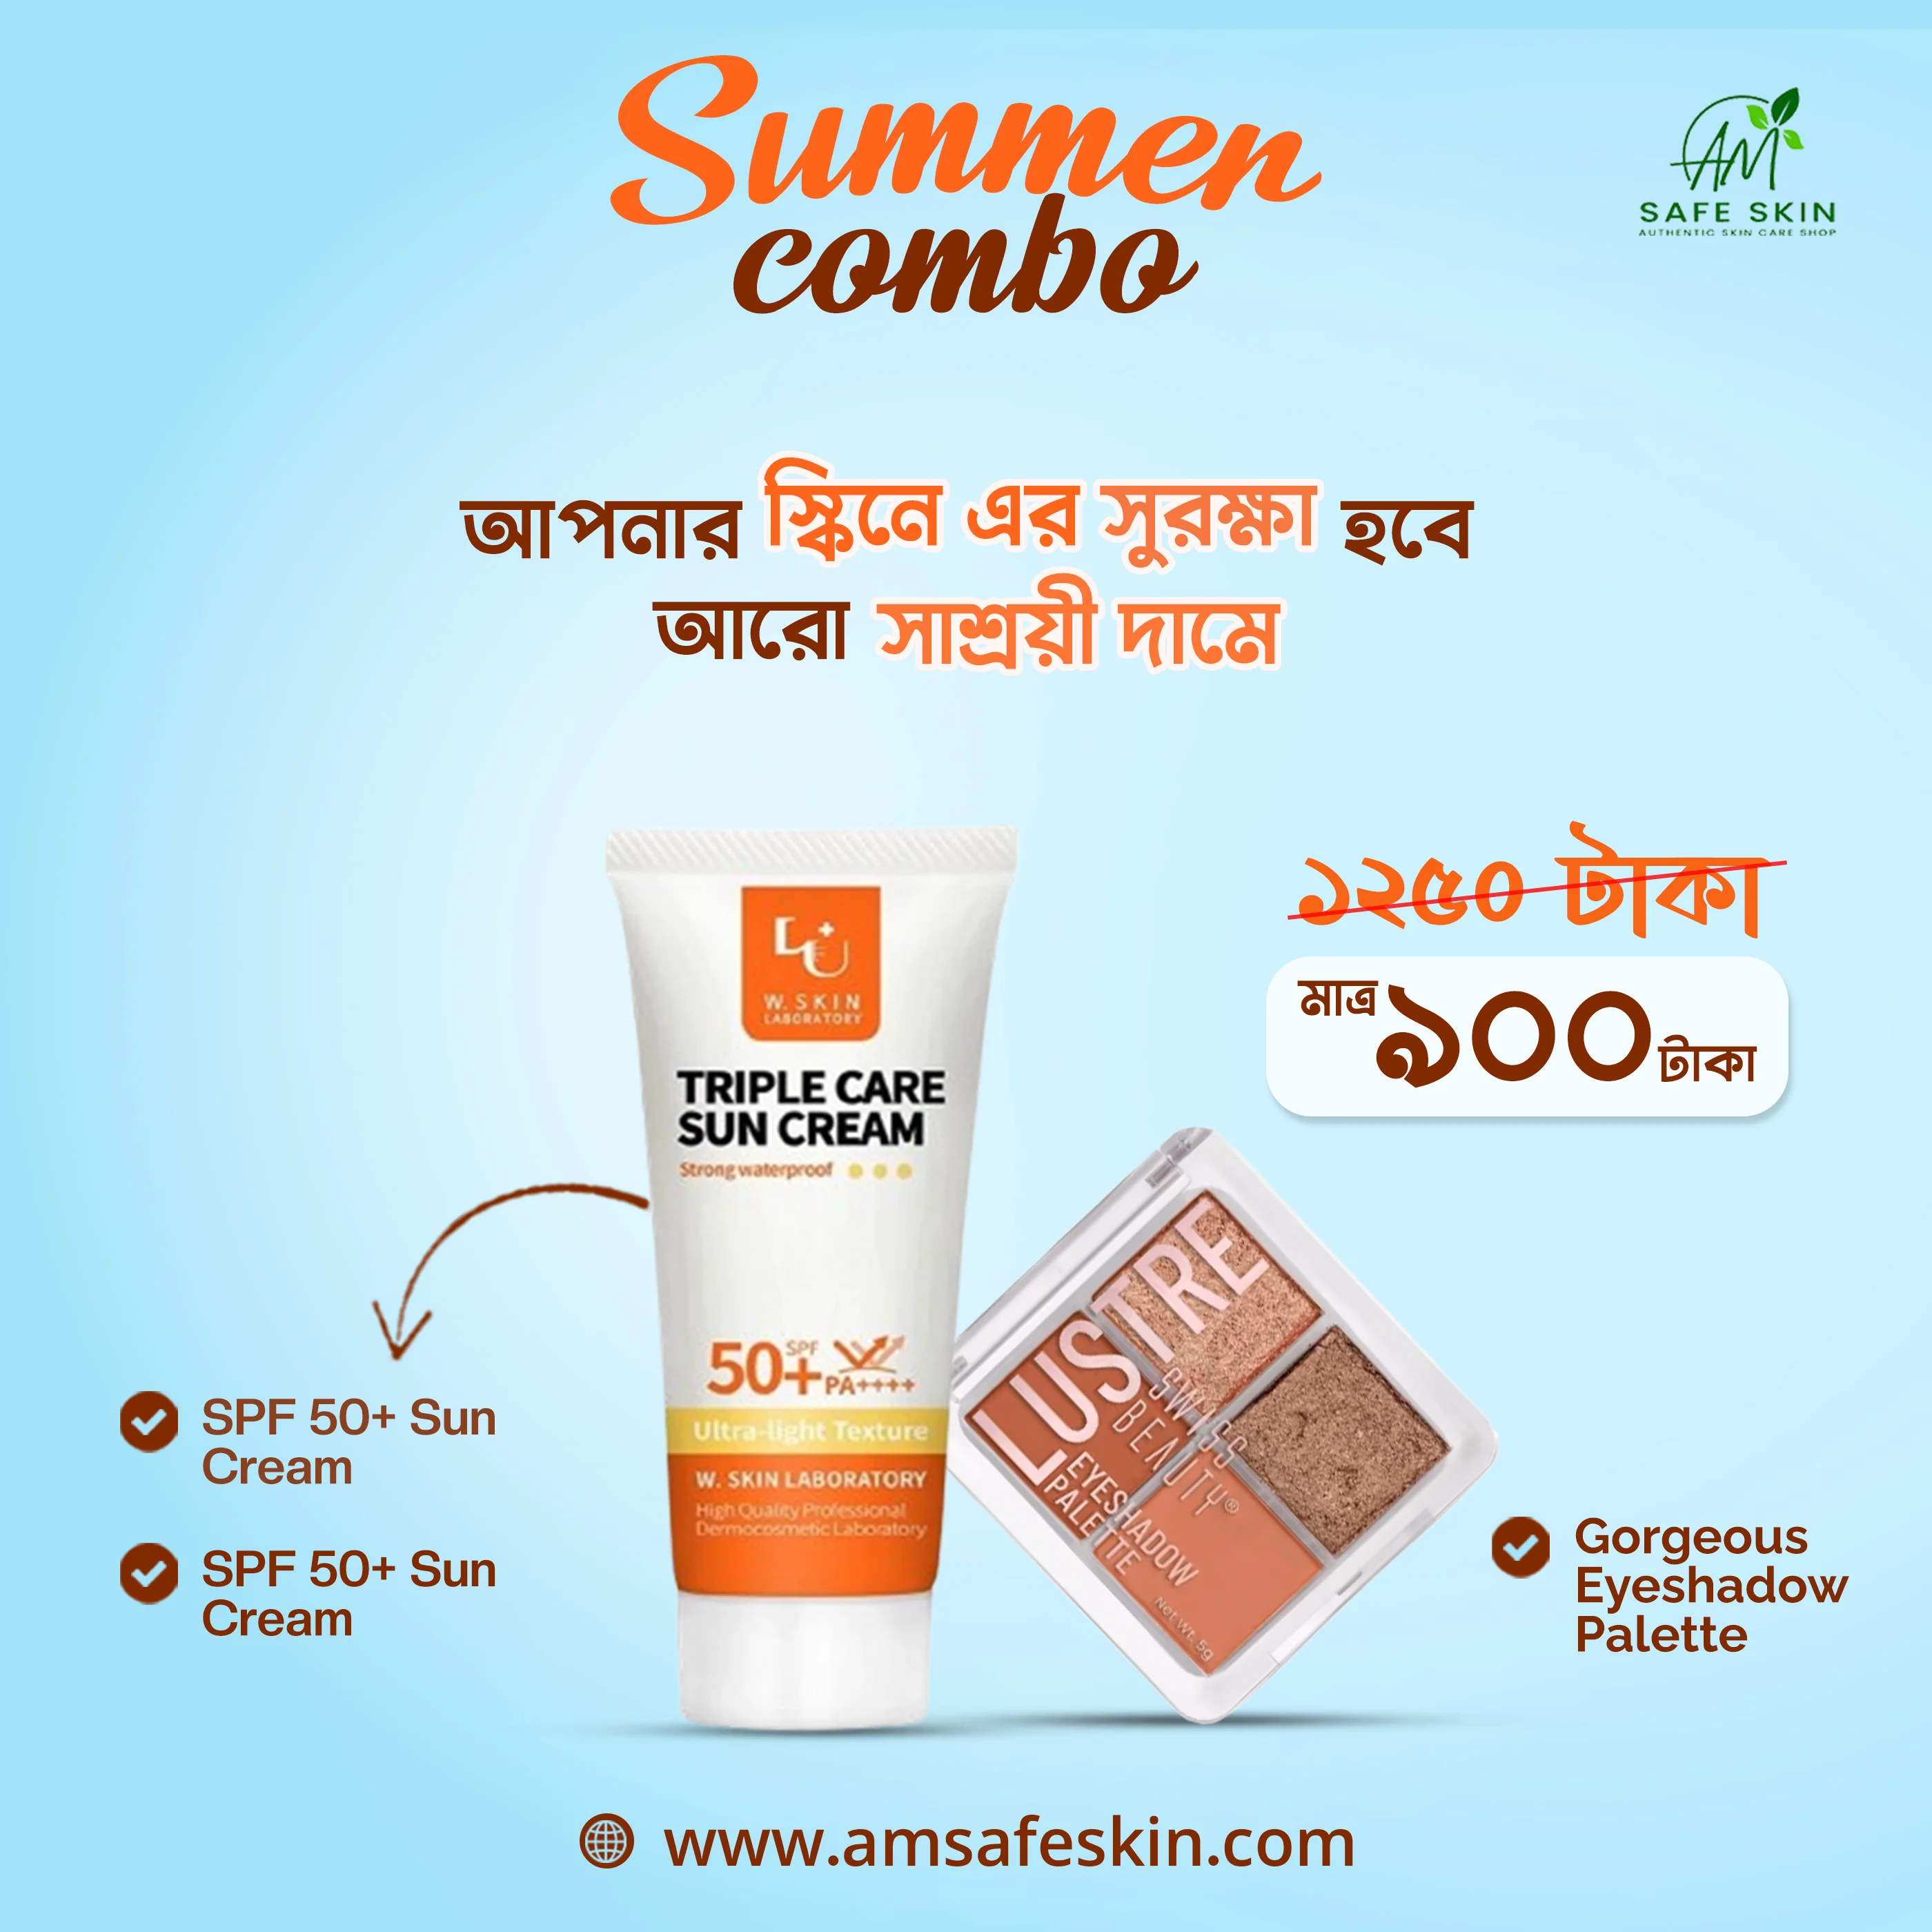 Summer
combo
AM
SAFE SKIN
AUTHENTIC SKIN CARE SHOP
আপনার স্কিনে এর সুরক্ষা হবে
আরো সাশ্রয়ী দামে
১২৫০ টাকা
মাত্র ৯০০ টাকা
W. SKIN
LABORATORY
TRIPLE CARE
SUN CREAM
Strong waterproof
50+ SPF PA++++
Ultra-light Texture
W. SKIN LABORATORY
High Quality Professional
Dermocosmetic Laboratory
LUSTRE
SWISS
BEAUTY®
EYESHADOW
PALETTE
Net Wt. 5g
SPF 50+ Sun
Cream
SPF 50+ Sun
Cream
Gorgeous
Eyeshadow
Palette
www.amsafeskin.com